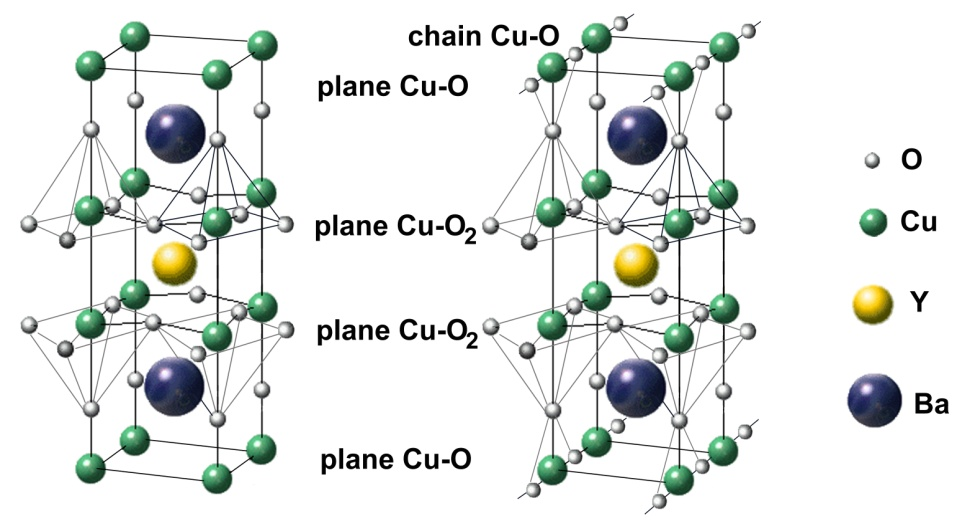 chain Cu-O
plane Cu-O
O
plane Cu-O₂
Cu
Y
plane Cu-O₂
Ba
plane Cu-O